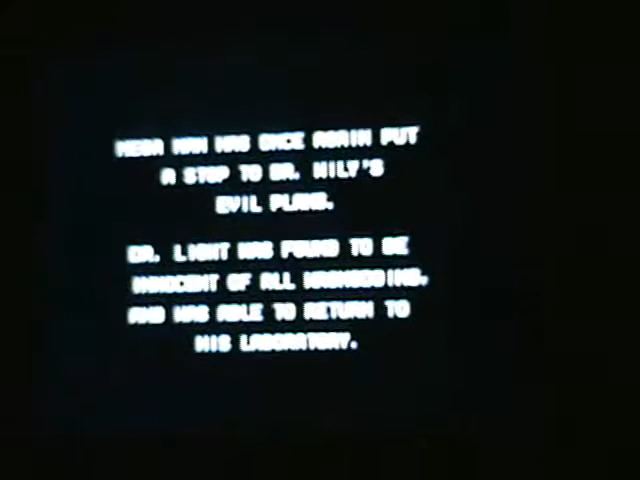 MEGA MAN HAS ONCE AGAIN PUT
A STOP TO DR. WILY'S
EVIL PLANS.
DR. LIGHT WAS FOUND TO BE
INNOCENT OF ALL WRONGDOING,
AND WAS ABLE TO RETURN TO
HIS LABORATORY.